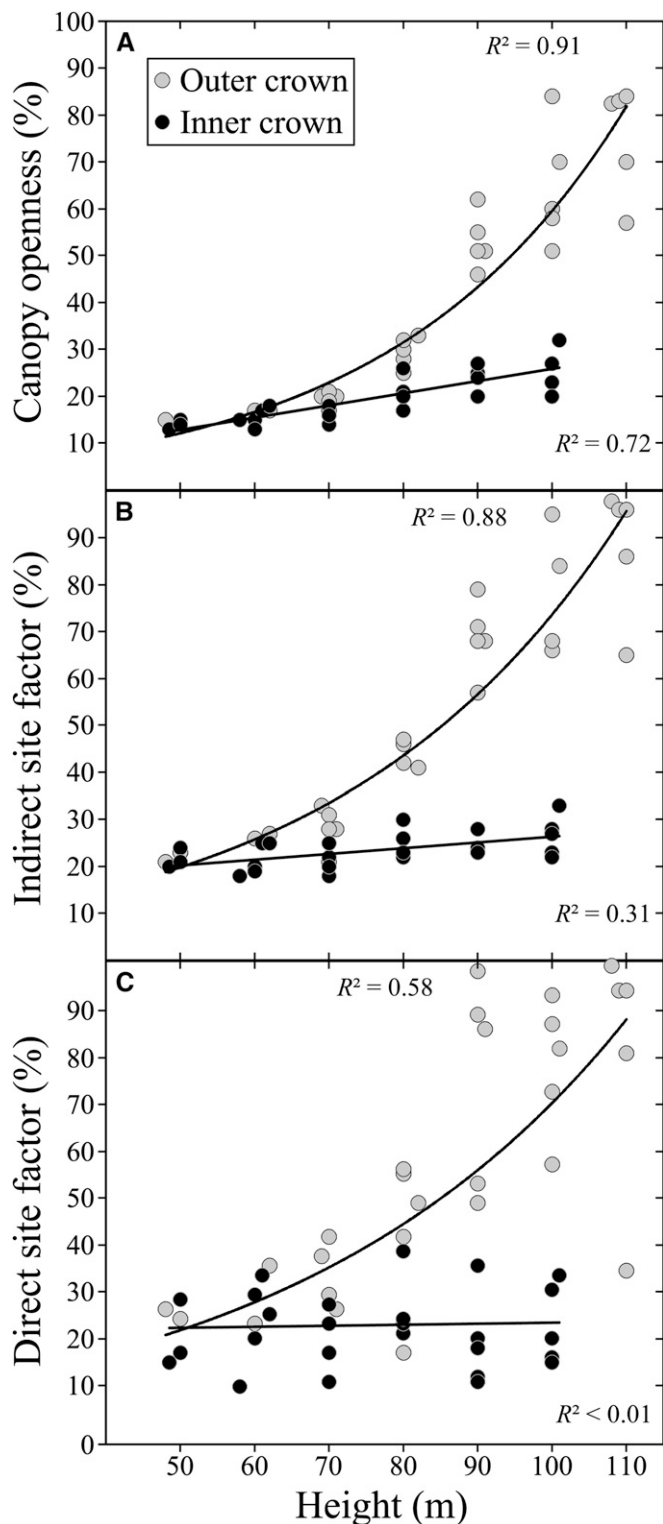 A
R² = 0.91
Outer crown
Inner crown
100
90
80
70
60
50
40
30
20
10
Canopy openness (%)
R² = 0.72
B
R² = 0.88
90
80
70
60
50
40
30
20
10
Indirect site factor (%)
R² = 0.31
C
R² = 0.58
90
80
70
60
50
40
30
20
10
0
Direct site factor (%)
R² < 0.01
50 60 70 80 90 100 110
Height (m)